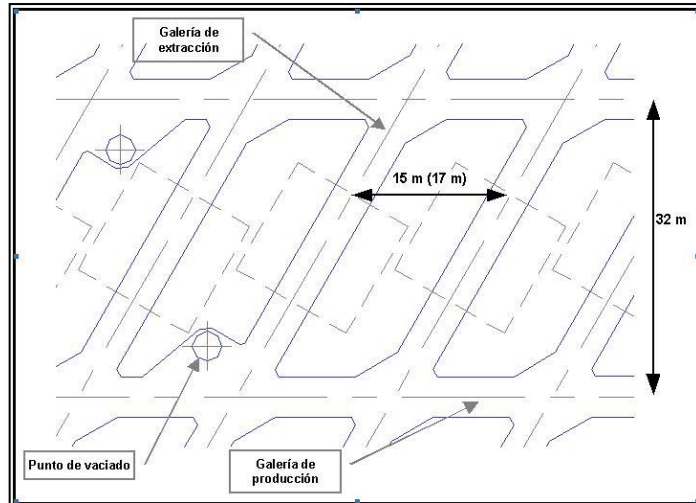 Galería de
extracción
15 m (17 m)
32 m
Punto de vaciado
Galería de
producción